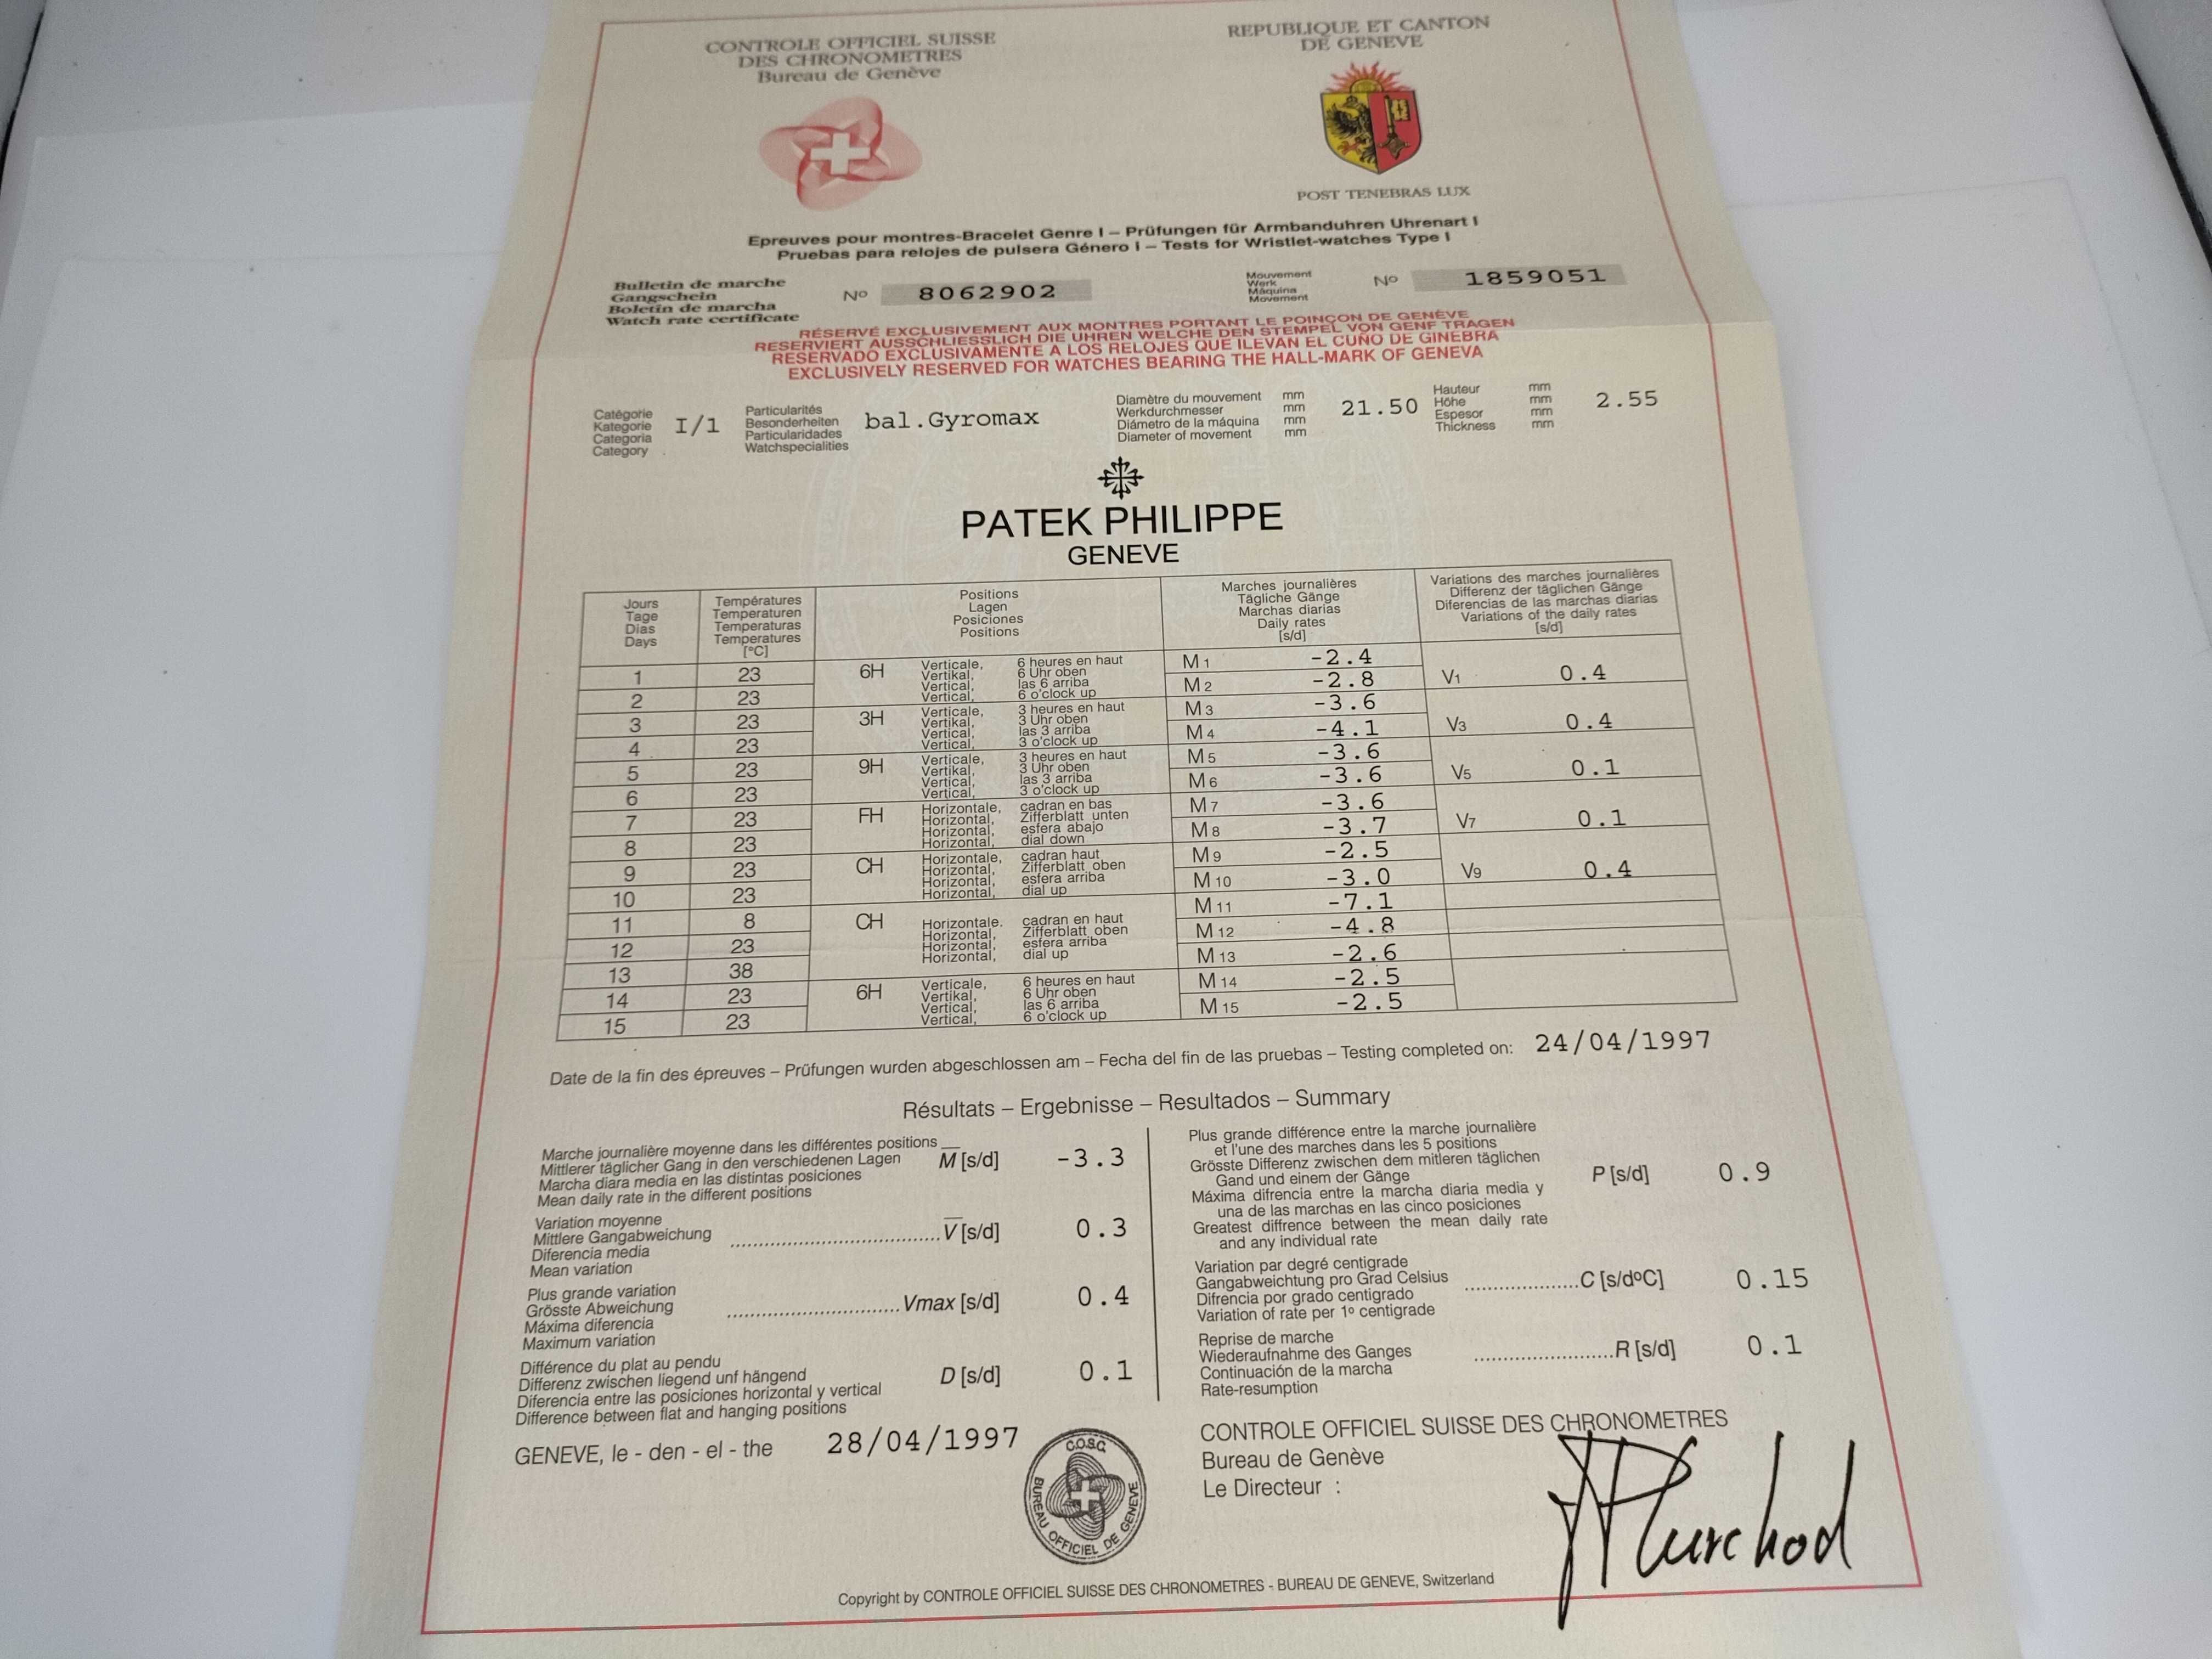 CONTROLE OFFICIEL SUISSE
DES CHRONOMETRES
Bureau de Genève
REPUBLIQUE ET CANTON
DE GENEVE
POST TENEBRAS LUX
Epreuves pour montres-Bracelet Genre I – Prüfungen für Armbanduhren Uhrenart I
Pruebas para relojes de pulsera Género I – Tests for Wristlet-watches Type I
Bulletin de marche
Gangschein
Boletin de marcha
Watch rate certificate
No 8062902
Mouvement
Werk
Máquina
Movement
No 1859051
RÉSERVÉ EXCLUSIVEMENT AUX MONTRES PORTANT LE POINÇON DE GENÈVE
RESERVIERT AUSSCHLIESSLICH DIE UHREN WELCHE DEN STEMPEL VON GENF TRAGEN
RESERVADO EXCLUSIVAMENTE A LOS RELOJES QUE ILEVAN EL CUÑO DE GINEBRA
EXCLUSIVELY RESERVED FOR WATCHES BEARING THE HALL-MARK OF GENEVA
Catégorie
Kategorie
Categoria
Category
I/1
Particularités
Besonderheiten
Particularidades
Watchspecialities
bal.Gyromax
Diamètre du mouvement mm
Werkdurchmesser mm
Diámetro de la máquina mm
Diameter of movement mm
21.50
Hauteur mm
Höhe mm
Espesor mm
Thickness mm
2.55
PATEK PHILIPPE
GENEVE
Jours
Tage
Dias
Days
Températures
Temperaturen
Temperaturas
Temperatures
[°C]
Positions
Lagen
Posiciones
Positions
Marches journalières
Tägliche Gänge
Marchas diarias
Daily rates
[s/d]
Variations des marches journalières
Differenz der täglichen Gänge
Diferencias de las marchas diarias
Variations of the daily rates
[s/d]
1 23 M1 -2.4
2 23 M2 -2.8
6H
Verticale, 6 heures en haut
Vertikal, 6 Uhr oben
Vertical, las 6 arriba
Vertical, 6 o'clock up
V1 0.4
3 23 M3 -3.6
4 23 M4 -4.1
3H
Verticale, 3 heures en haut
Vertikal, 3 Uhr oben
Vertical, las 3 arriba
Vertical, 3 o'clock up
V3 0.4
5 23 M5 -3.6
6 23 M6 -3.6
9H
Verticale, 3 heures en haut
Vertikal, 3 Uhr oben
Vertical, las 3 arriba
Vertical, 3 o'clock up
V5 0.1
7 23 M7 -3.6
8 23 M8 -3.7
FH
Horizontale, cadran en bas
Horizontal, Zifferblatt unten
Horizontal, esfera abajo
Horizontal, dial down
V7 0.1
9 23 M9 -2.5
10 23 M10 -3.0
CH
Horizontale, cadran haut
Horizontal, Zifferblatt oben
Horizontal, esfera arriba
Horizontal, dial up
V9 0.4
11 8 M11 -7.1
12 23 M12 -4.8
13 38 M13 -2.6
CH
Horizontale. cadran en haut
Horizontal, Zifferblatt oben
Horizontal, esfera arriba
Horizontal, dial up
14 23 M14 -2.5
15 23 M15 -2.5
6H
Verticale, 6 heures en haut
Vertikal, 6 Uhr oben
Vertical, las 6 arriba
Vertical, 6 o'clock up
Date de la fin des épreuves – Prüfungen wurden abgeschlossen am – Fecha del fin de las pruebas – Testing completed on: 24/04/1997
Résultats – Ergebnisse – Resultados – Summary
Marche journalière moyenne dans les différentes positions
Mittlerer täglicher Gang in den verschiedenen Lagen
Marcha diara media en las distintas posiciones
Mean daily rate in the different positions
M [s/d] -3.3
Variation moyenne
Mittlere Gangabweichung
Diferencia media
Mean variation
V [s/d] 0.3
Plus grande variation
Grösste Abweichung
Máxima diferencia
Maximum variation
Vmax [s/d] 0.4
Différence du plat au pendu
Differenz zwischen liegend unf hängend
Diferencia entre las posiciones horizontal y vertical
Difference between flat and hanging positions
D [s/d] 0.1
Plus grande différence entre la marche journalière
et l'une des marches dans les 5 positions
Grösste Differenz zwischen dem mitleren täglichen
Gand und einem der Gänge
Máxima difrencia entre la marcha diaria media y
una de las marchas en las cinco posiciones
Greatest diffrence between the mean daily rate
and any individual rate
P [s/d] 0.9
Variation par degré centigrade
Gangabweichtung pro Grad Celsius
Difrencia por grado centigrado
Variation of rate per 1o centigrade
C [s/doC] 0.15
Reprise de marche
Wiederaufnahme des Ganges
Continuación de la marcha
Rate-resumption
R [s/d] 0.1
GENEVE, le - den - el - the 28/04/1997
C.O.S.C.
BUREAU OFFICIEL DE GENEVE
CONTROLE OFFICIEL SUISSE DES CHRONOMETRES
Bureau de Genève
Le Directeur :
Copyright by CONTROLE OFFICIEL SUISSE DES CHRONOMETRES - BUREAU DE GENEVE, Switzerland